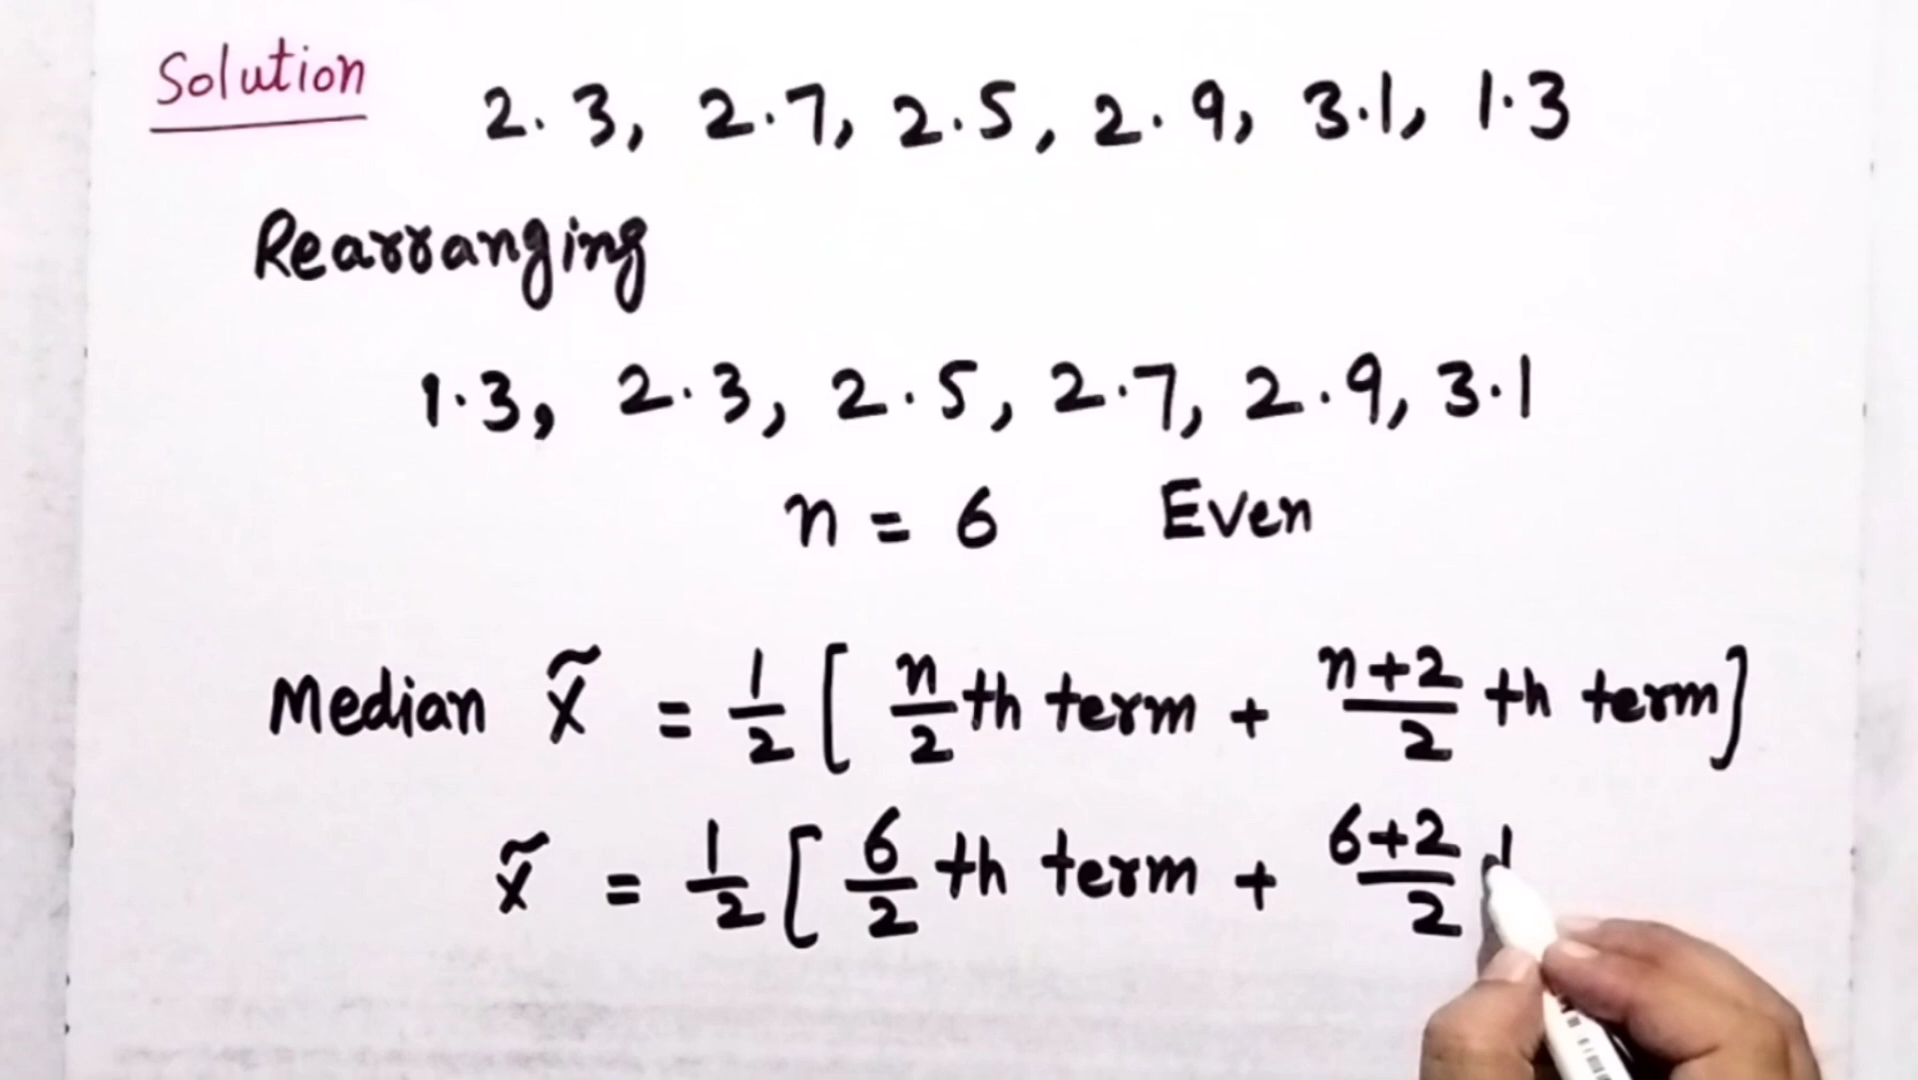 Solution
2.3, 2.7, 2.5, 2.9, 3.1, 1.3
Rearranging
1.3, 2.3, 2.5, 2.7, 2.9, 3.1
n = 6 Even
Median x̃ = 1/2 [ n/2 th term + n+2/2 th term ]
x̃ = 1/2 [ 6/2 th term + 6+2/2